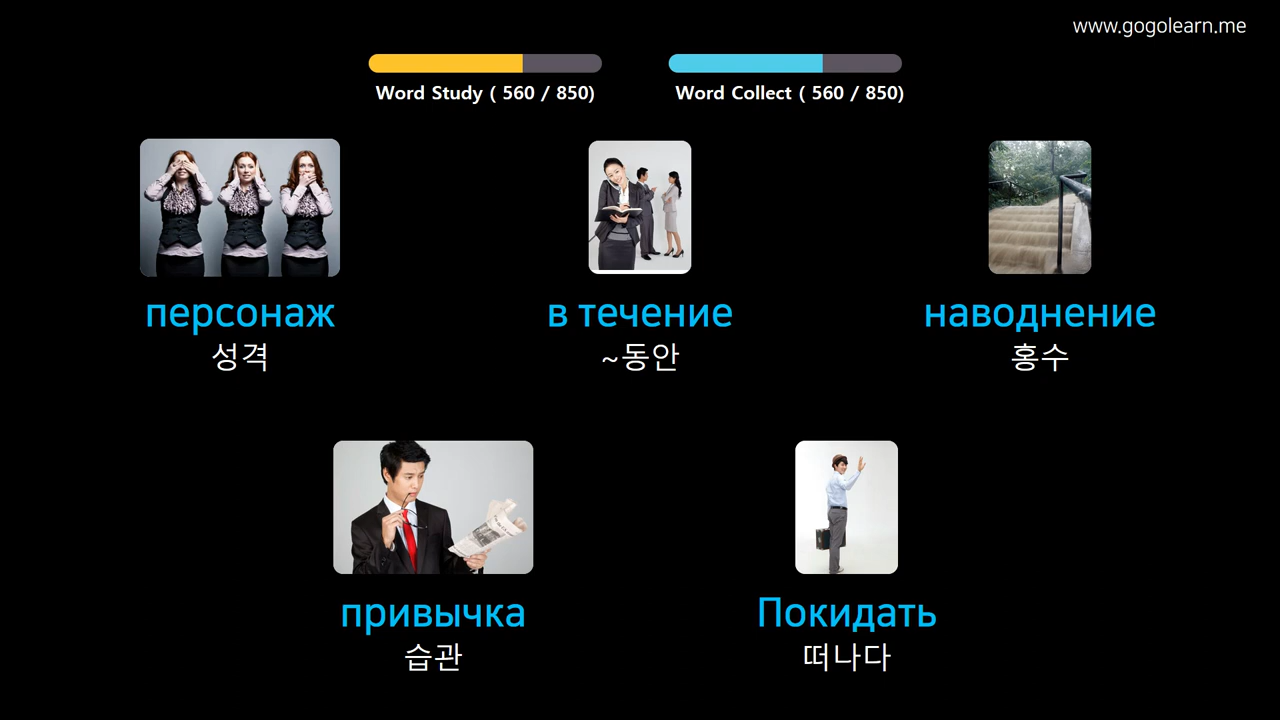 www.gogolearn.me
Word Study ( 560 / 850)
Word Collect ( 560 / 850)
персонаж
성격
в течение
~동안
наводнение
홍수
привычка
습관
Покидать
떠나다